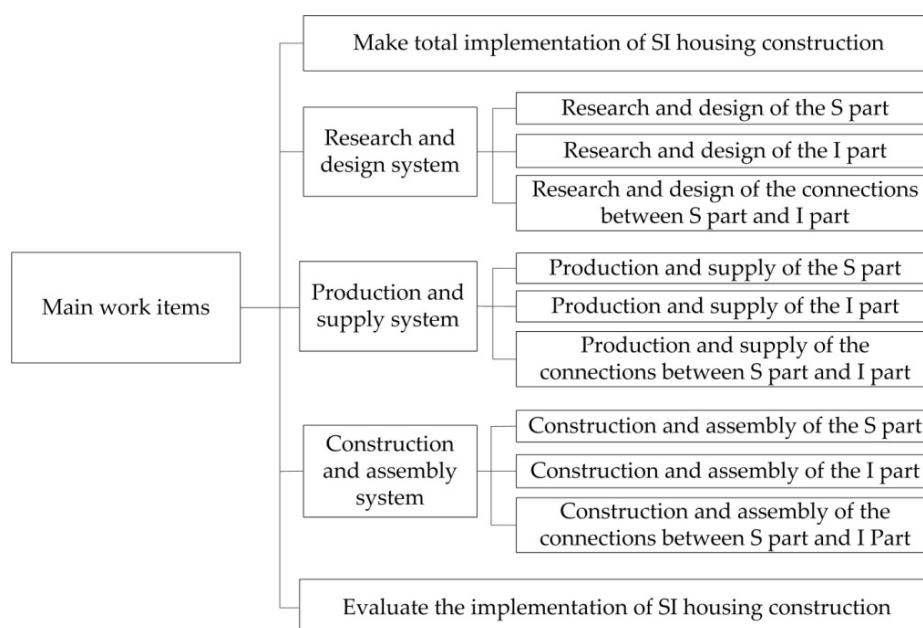 Make total implementation of SI housing construction
Research and
design system
Research and design of the S part
Research and design of the I part
Research and design of the connections
between S part and I part
Main work items
Production and
supply system
Production and supply of the S part
Production and supply of the I part
Production and supply of the
connections between S part and I part
Construction
and assembly
system
Construction and assembly of the S part
Construction and assembly of the I part
Construction and assembly of the
connections between S part and I Part
Evaluate the implementation of SI housing construction